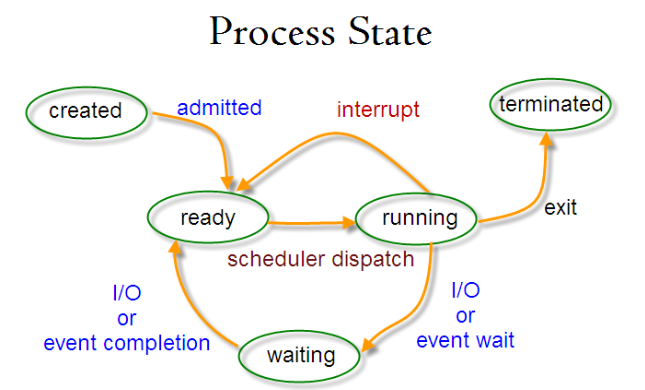 Process State
created
admitted
interrupt
terminated
ready
running
exit
scheduler dispatch
I/O
or
event completion
I/O
or
event wait
waiting